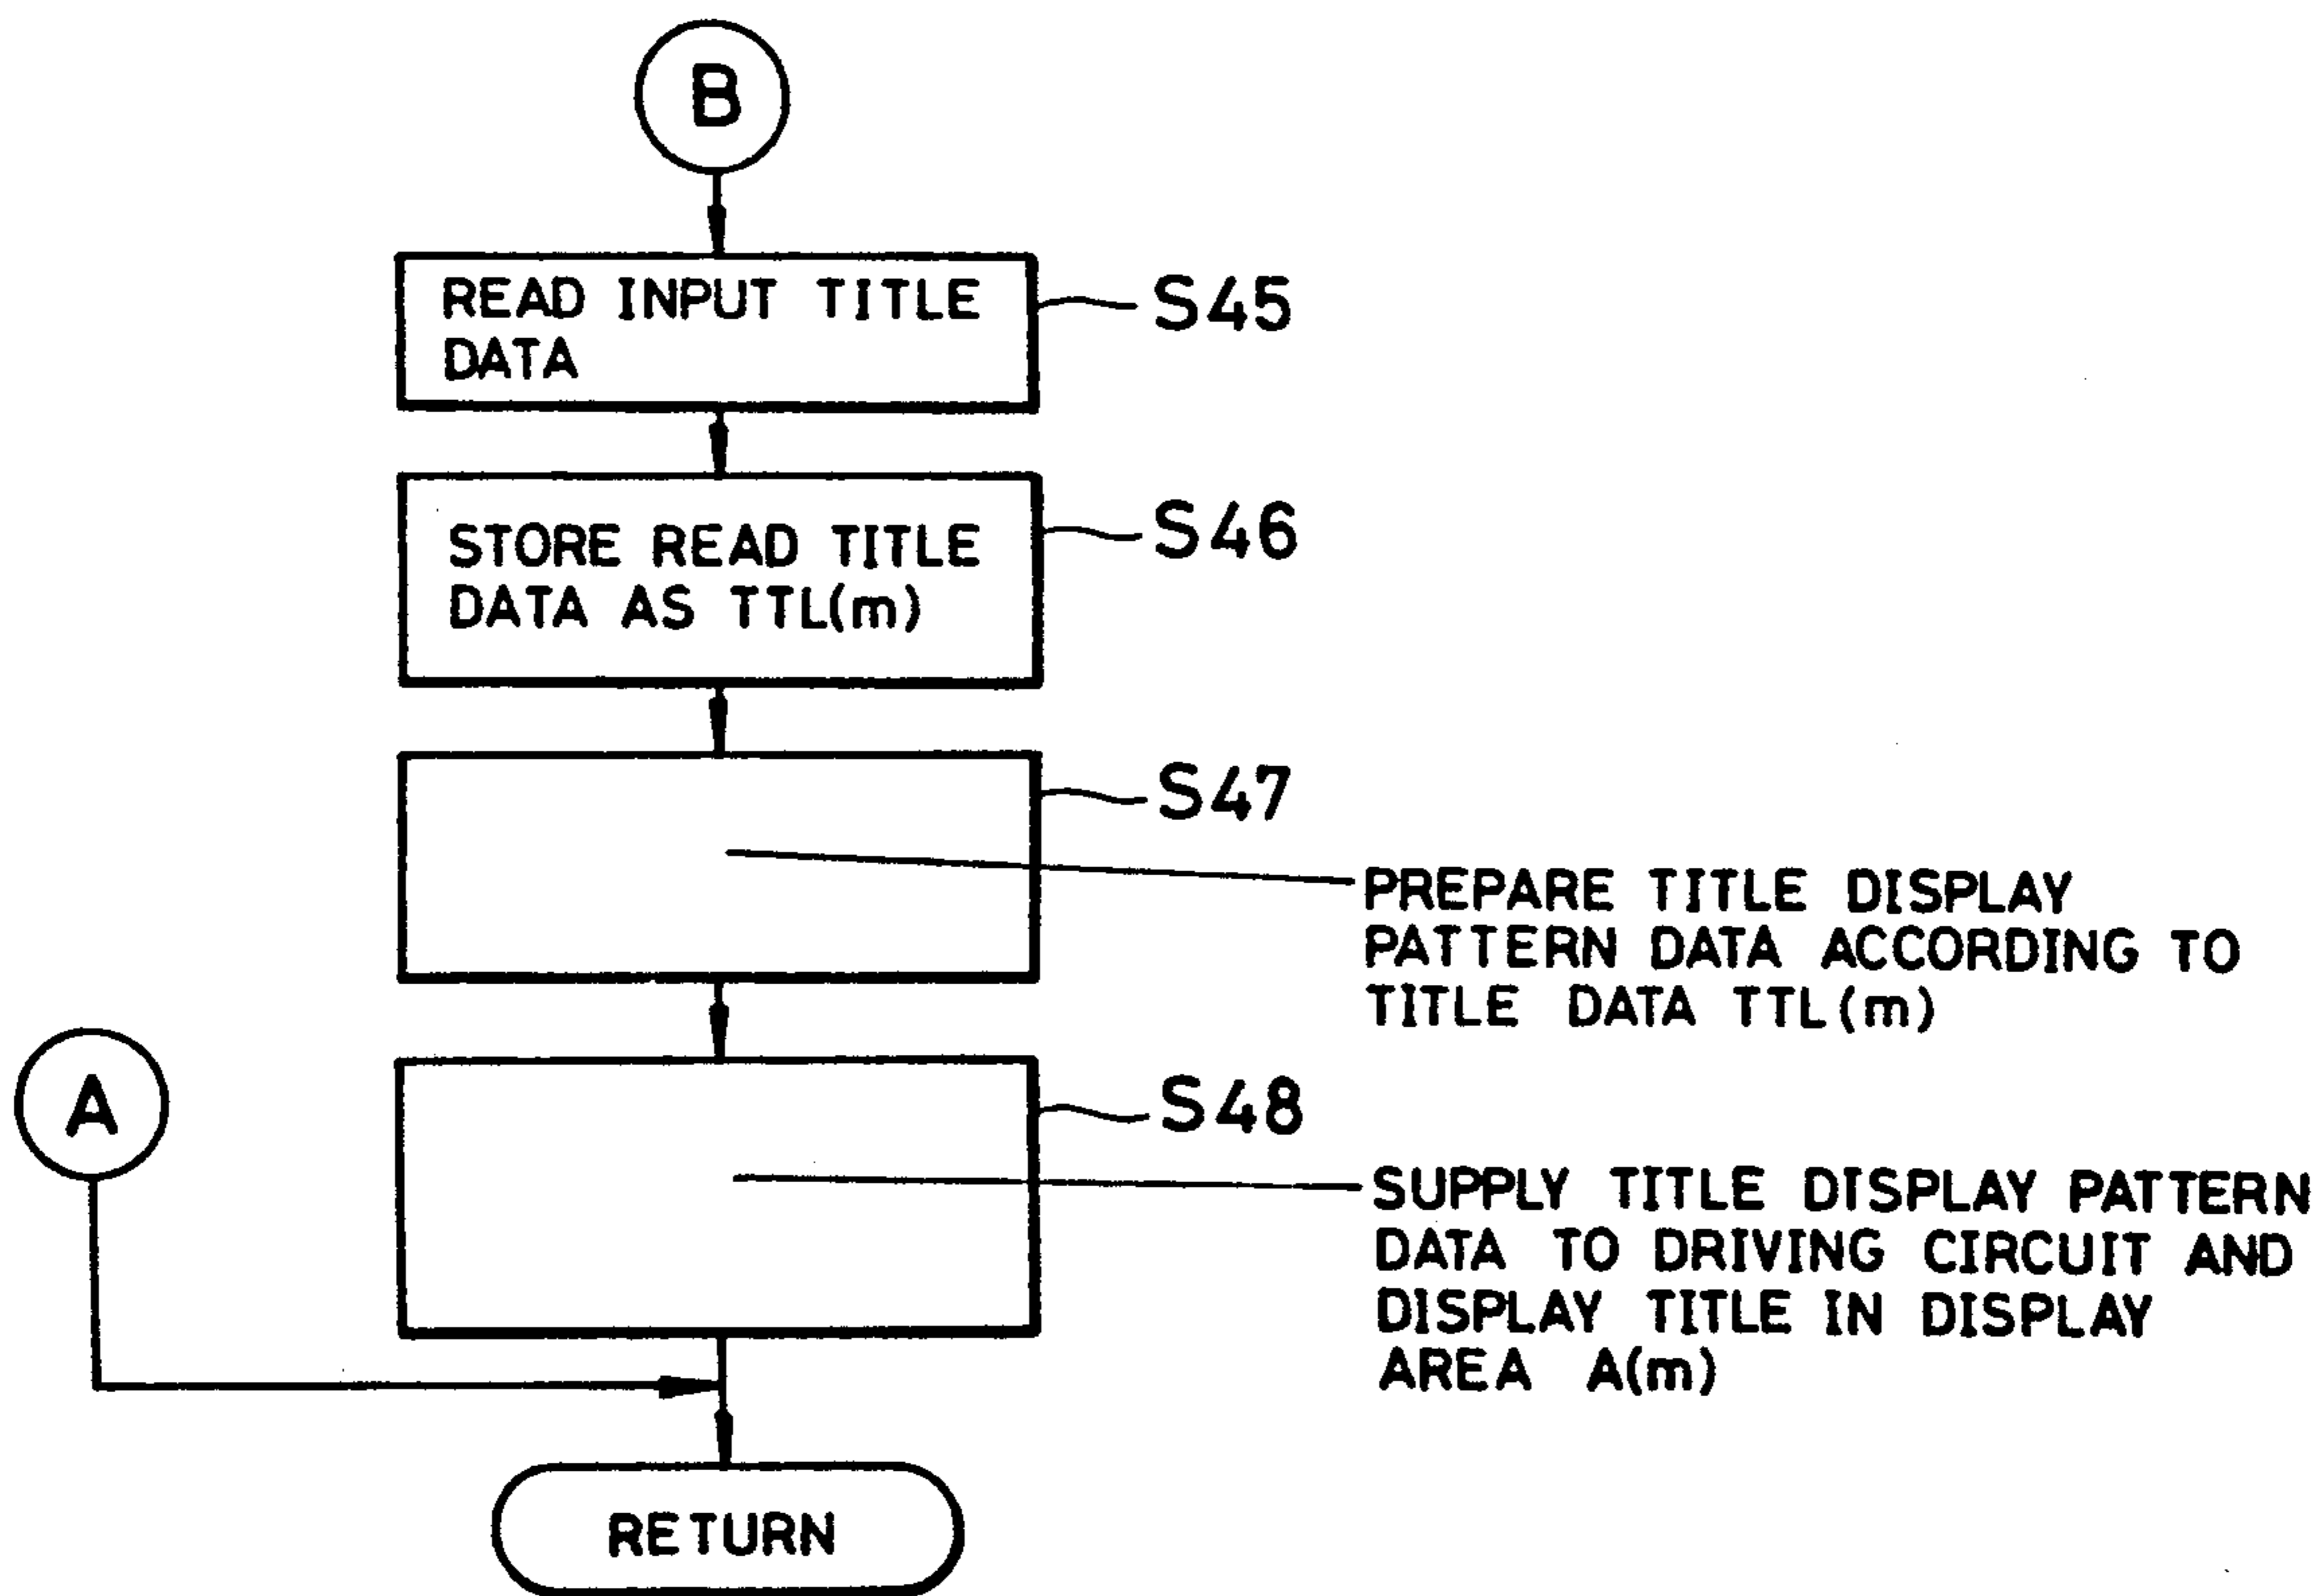 B
READ INPUT TITLE
DATA
S45
STORE READ TITLE
DATA AS TTL(m)
S46
S47
PREPARE TITLE DISPLAY
PATTERN DATA ACCORDING TO
TITLE DATA TTL(m)
A
S48
SUPPLY TITLE DISPLAY PATTERN
DATA TO DRIVING CIRCUIT AND
DISPLAY TITLE IN DISPLAY
AREA A(m)
RETURN